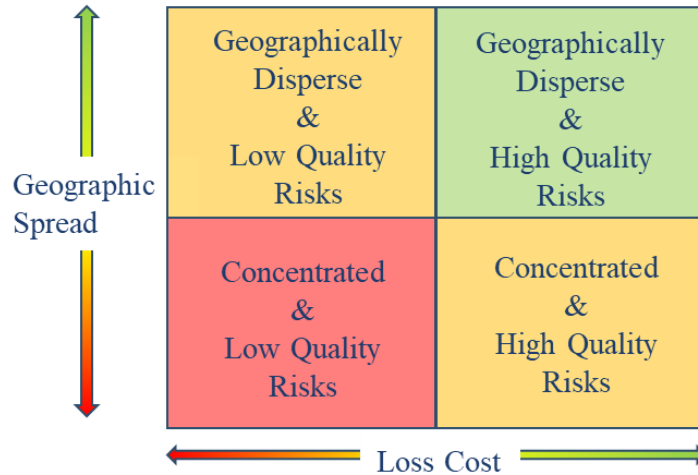 Geographically
Disperse
&
Low Quality
Risks
Geographically
Disperse
&
High Quality
Risks
Geographic
Spread
Concentrated
&
Low Quality
Risks
Concentrated
&
High Quality
Risks
Loss Cost